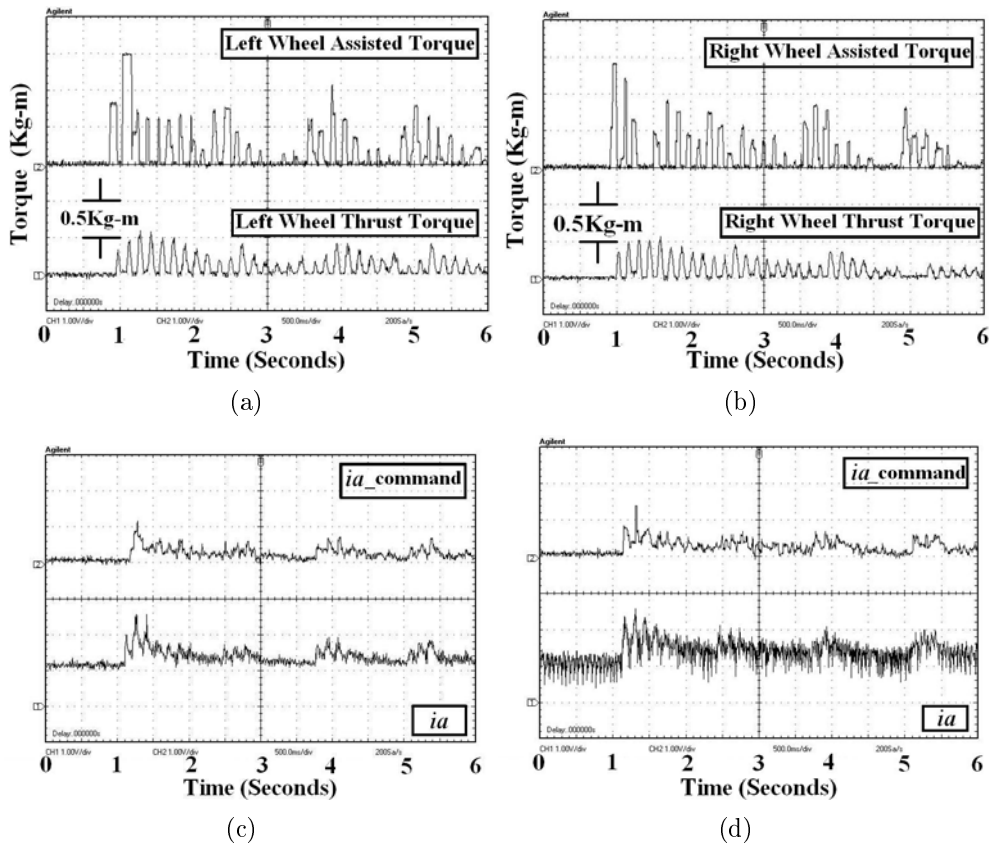 Agilent
Left Wheel Assisted Torque
Torque (Kg-m)
0.5Kg-m
Left Wheel Thrust Torque
Delay:.000000s
CH1 1.00V/div CH2 1.00V/div 500.0ms/div 200Sa/s
0 1 2 3 4 5 6
Time (Seconds)
(a)
Agilent
Right Wheel Assisted Torque
Torque (Kg-m)
0.5Kg-m
Right Wheel Thrust Torque
Delay:.000000s
CH1 1.00V/div CH2 1.00V/div 500.0ms/div 200Sa/s
0 1 2 3 4 5 6
Time (Seconds)
(b)
Agilent
ia_command
ia
Delay:.000000s
CH1 1.00V/div CH2 1.00V/div 500.0ms/div 200Sa/s
0 1 2 3 4 5 6
Time (Seconds)
(c)
Agilent
ia_command
ia
Delay:.000000s
CH1 1.00V/div CH2 1.00V/div 500.0ms/div 200Sa/s
0 1 2 3 4 5 6
Time (Seconds)
(d)